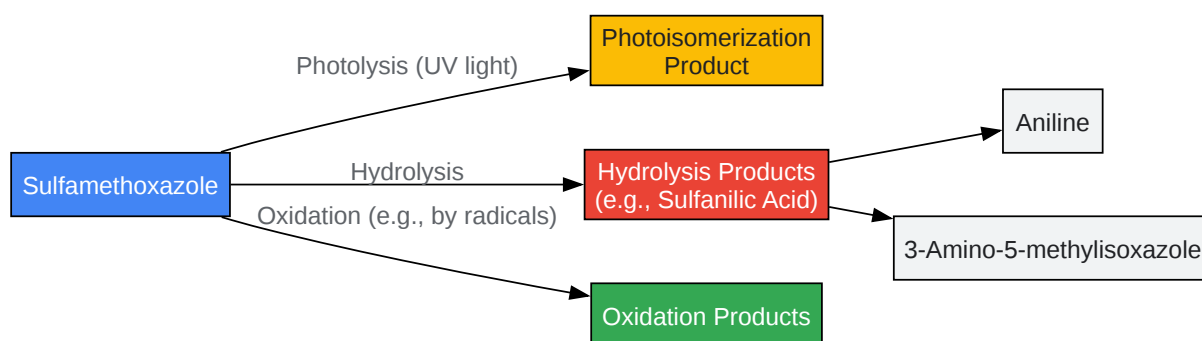 Photoisomerization
Product
Photolysis (UV light)
Aniline
Sulfamethoxazole
Hydrolysis
Hydrolysis Products
(e.g., Sulfanilic Acid)
Oxidation (e.g., by radicals)
3-Amino-5-methylisoxazole
Oxidation Products